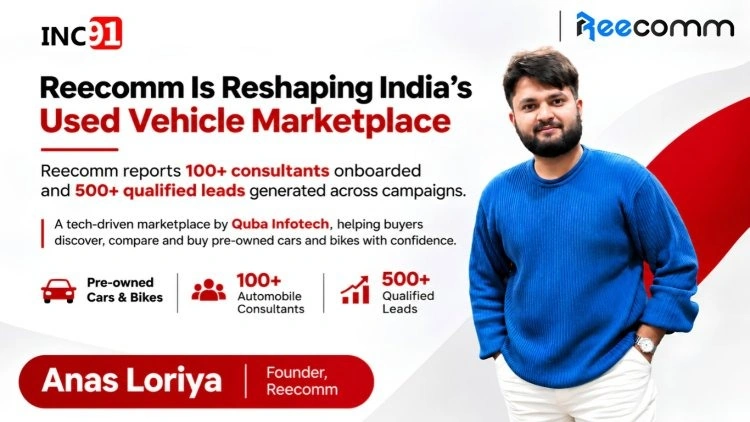 INC91
Reecomm
Reecomm Is Reshaping India's
Used Vehicle Marketplace
Reecomm reports 100+ consultants onboarded
and 500+ qualified leads generated across campaigns.
A tech-driven marketplace by Quba Infotech, helping buyers
discover, compare and buy pre-owned cars and bikes with confidence.
Pre-owned
Cars & Bikes
100+
Automobile
Consultants
500+
Qualified
Leads
Anas Loriya
Founder,
Reecomm